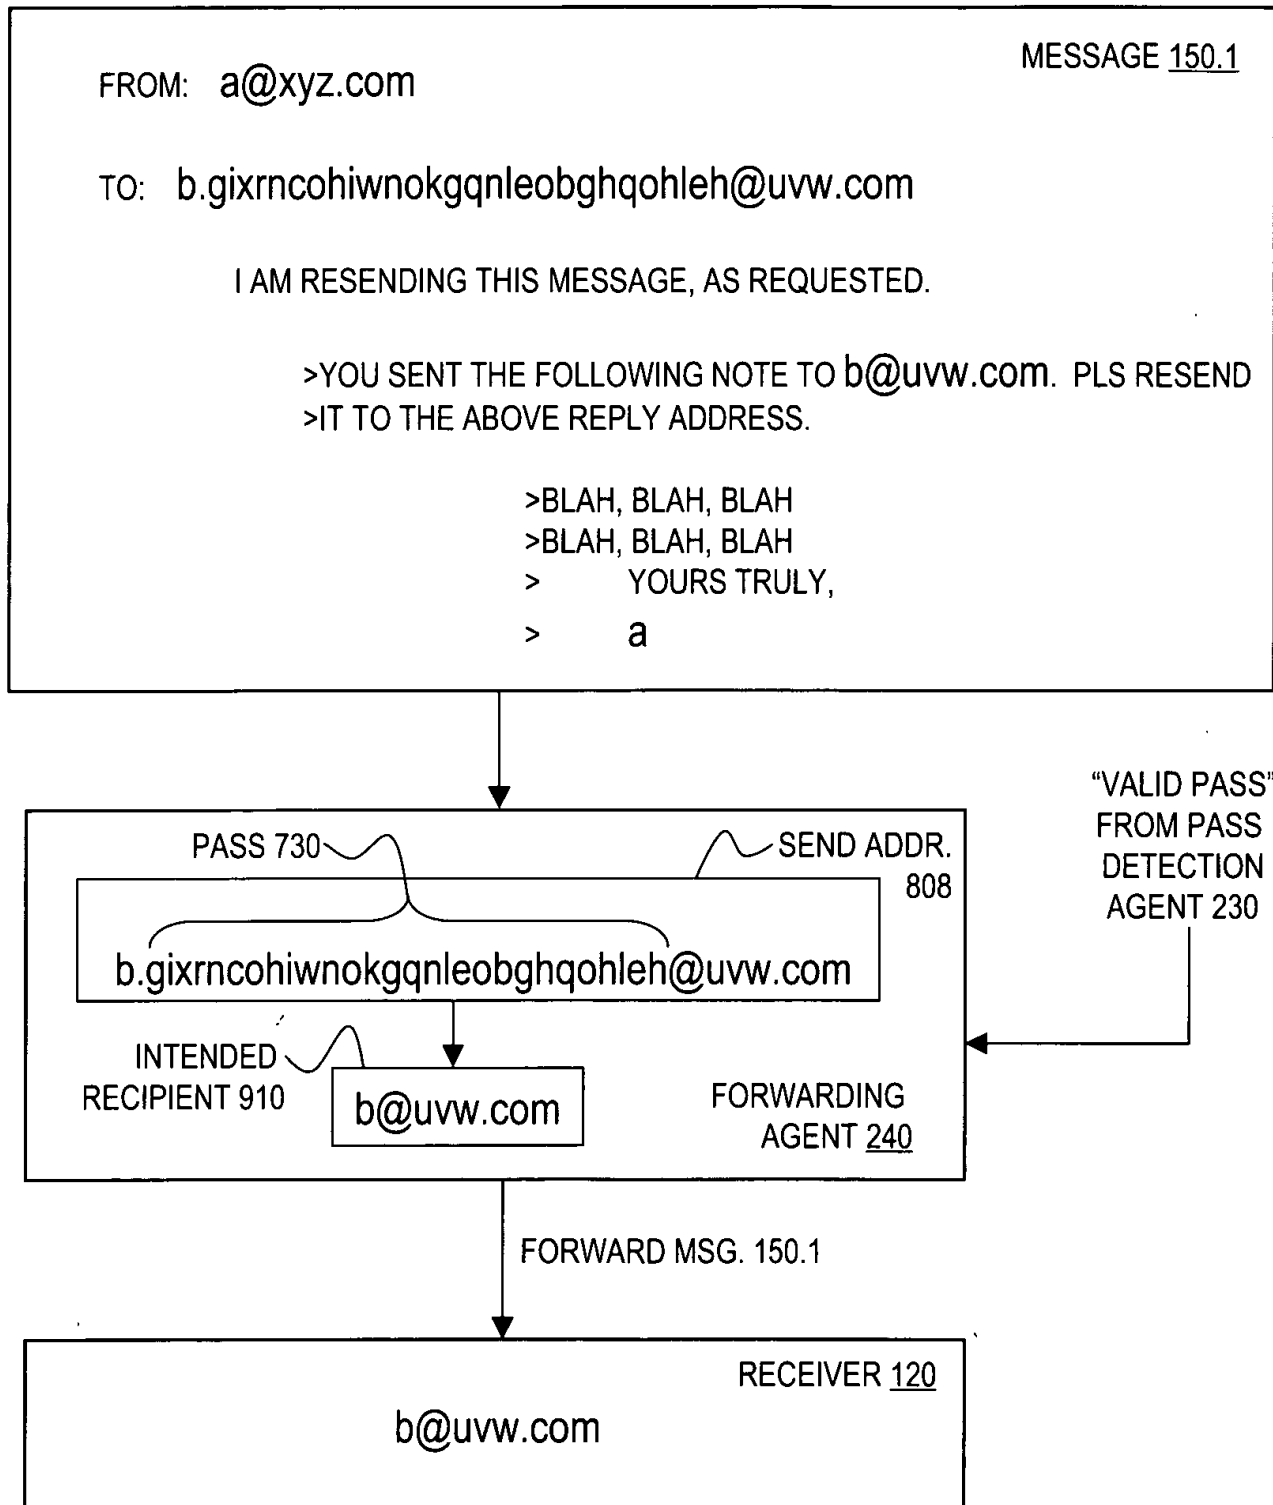 MESSAGE 150.1
FROM: a@xyz.com
TO: b.gixrncohiwnokgqnleobghqohleh@uvw.com
I AM RESENDING THIS MESSAGE, AS REQUESTED.
>YOU SENT THE FOLLOWING NOTE TO b@uvw.com. PLS RESEND
>IT TO THE ABOVE REPLY ADDRESS.
>BLAH, BLAH, BLAH
>BLAH, BLAH, BLAH
> YOURS TRULY,
> a
"VALID PASS"
FROM PASS
DETECTION
AGENT 230
PASS 730
SEND ADDR.
808
b.gixrncohiwnokgqnleobghqohleh@uvw.com
INTENDED
RECIPIENT 910
b@uvw.com
FORWARDING
AGENT 240
FORWARD MSG. 150.1
RECEIVER 120
b@uvw.com